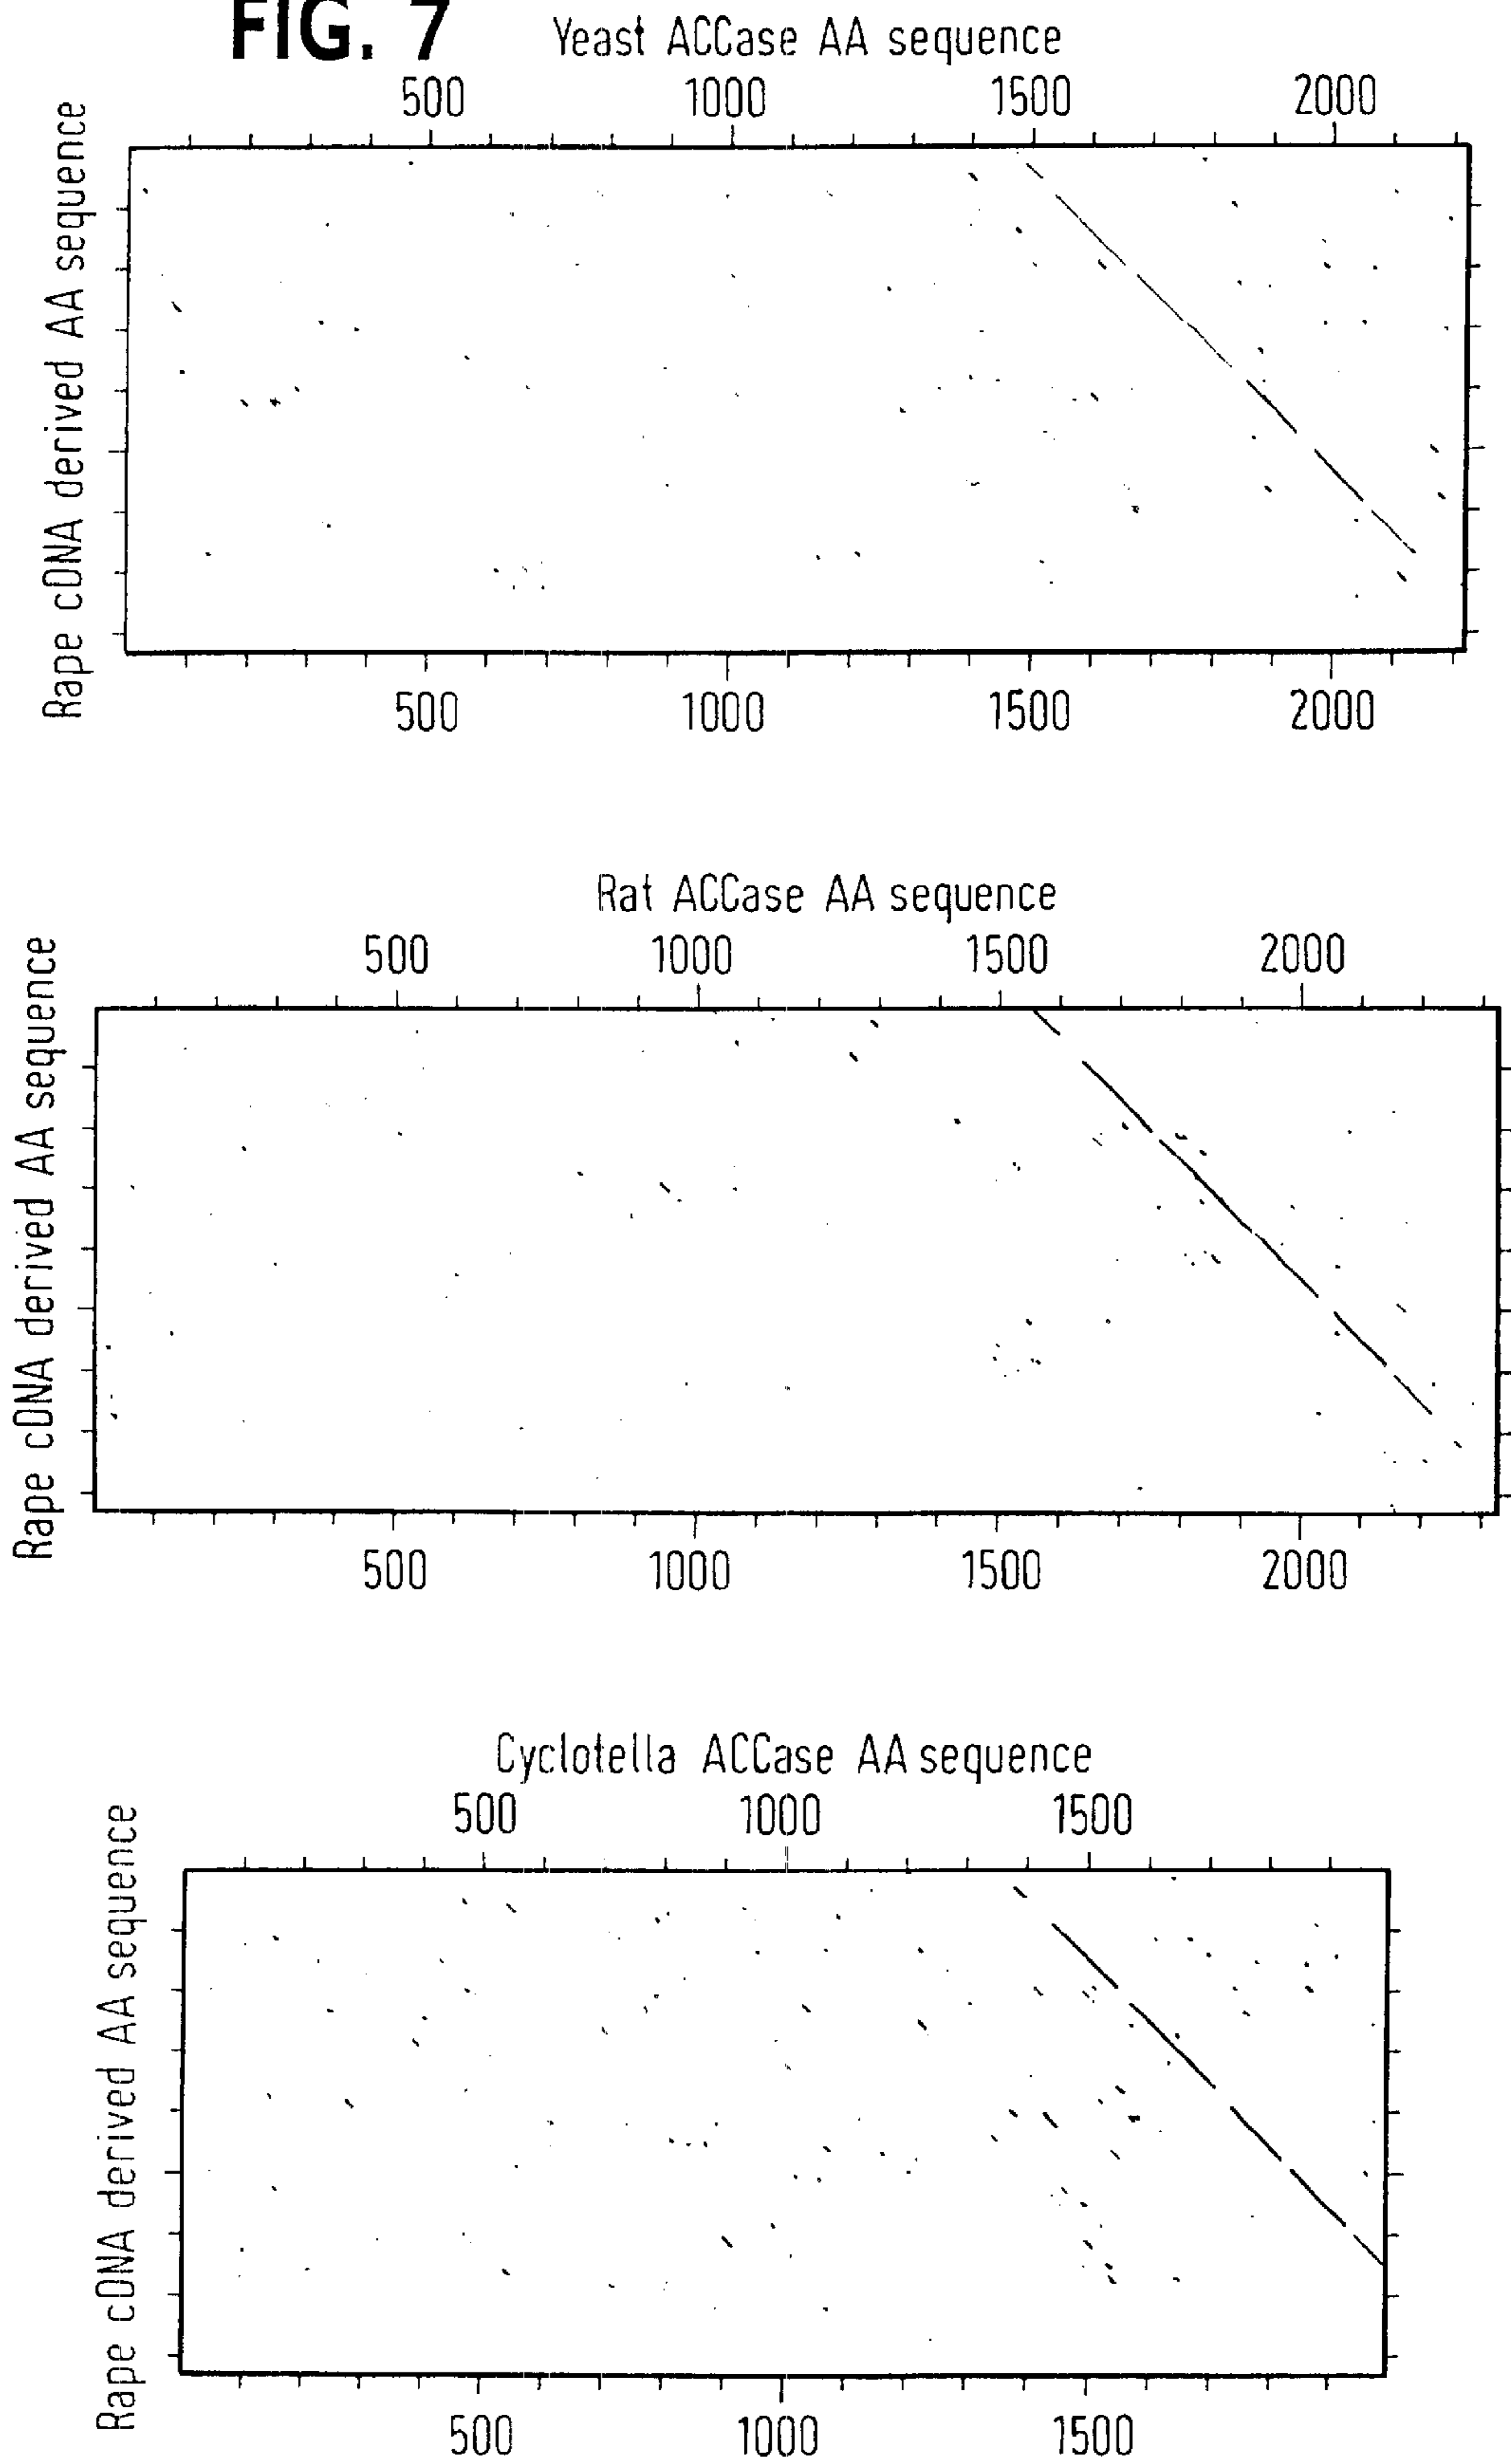 FIG. 7
Yeast ACCase AA sequence
500 1000 1500 2000
Rape cDNA derived AA sequence
500 1000 1500 2000
Rat ACCase AA sequence
500 1000 1500 2000
Rape cDNA derived AA sequence
500 1000 1500 2000
Cyclotella ACCase AA sequence
500 1000 1500
Rape cDNA derived AA sequence
500 1000 1500